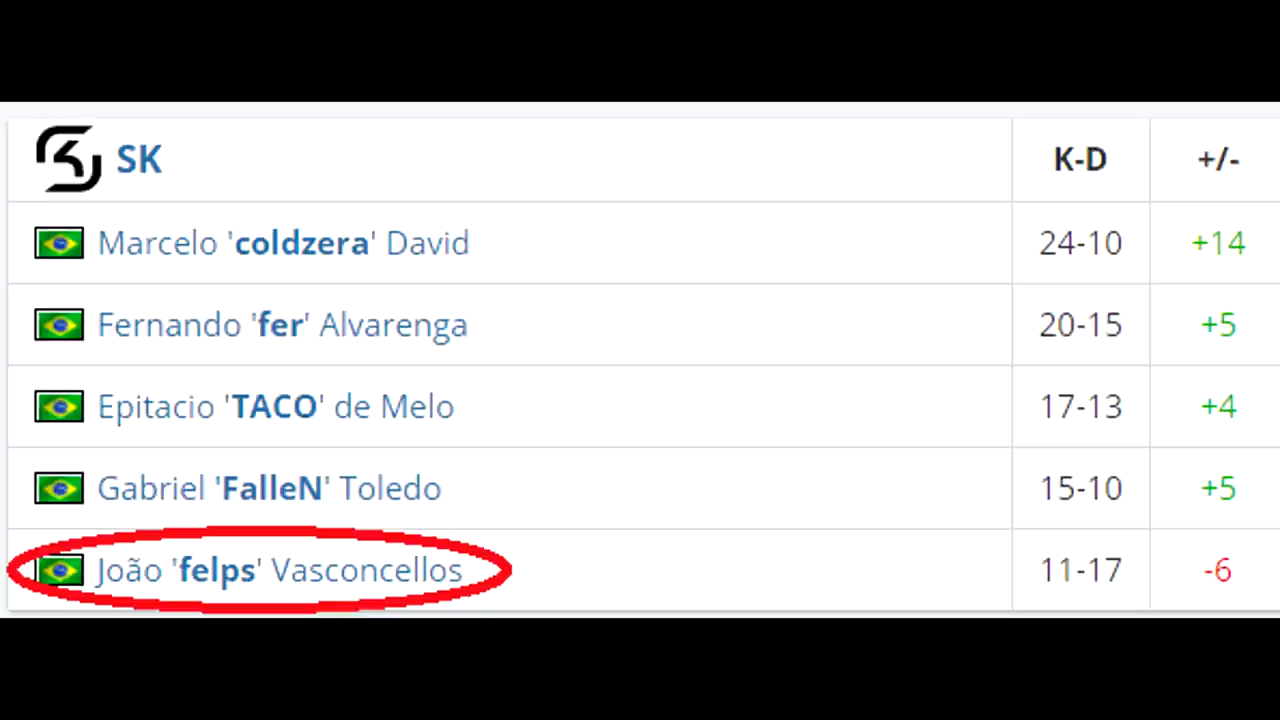 SK K-D +/-
Marcelo 'coldzera' David 24-10 +14
Fernando 'fer' Alvarenga 20-15 +5
Epitacio 'TACO' de Melo 17-13 +4
Gabriel 'FalleN' Toledo 15-10 +5
João 'felps' Vasconcellos 11-17 -6